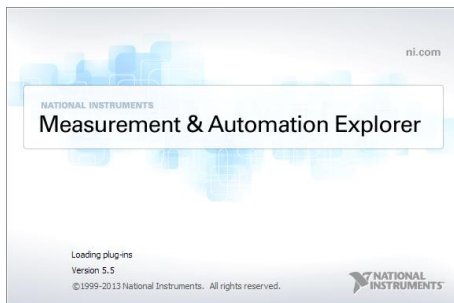 ni.com
NATIONAL INSTRUMENTS
Measurement & Automation Explorer
Loading plug-ins
Version 5.5
©1999-2013 National Instruments. All rights reserved.
NATIONAL
INSTRUMENTS